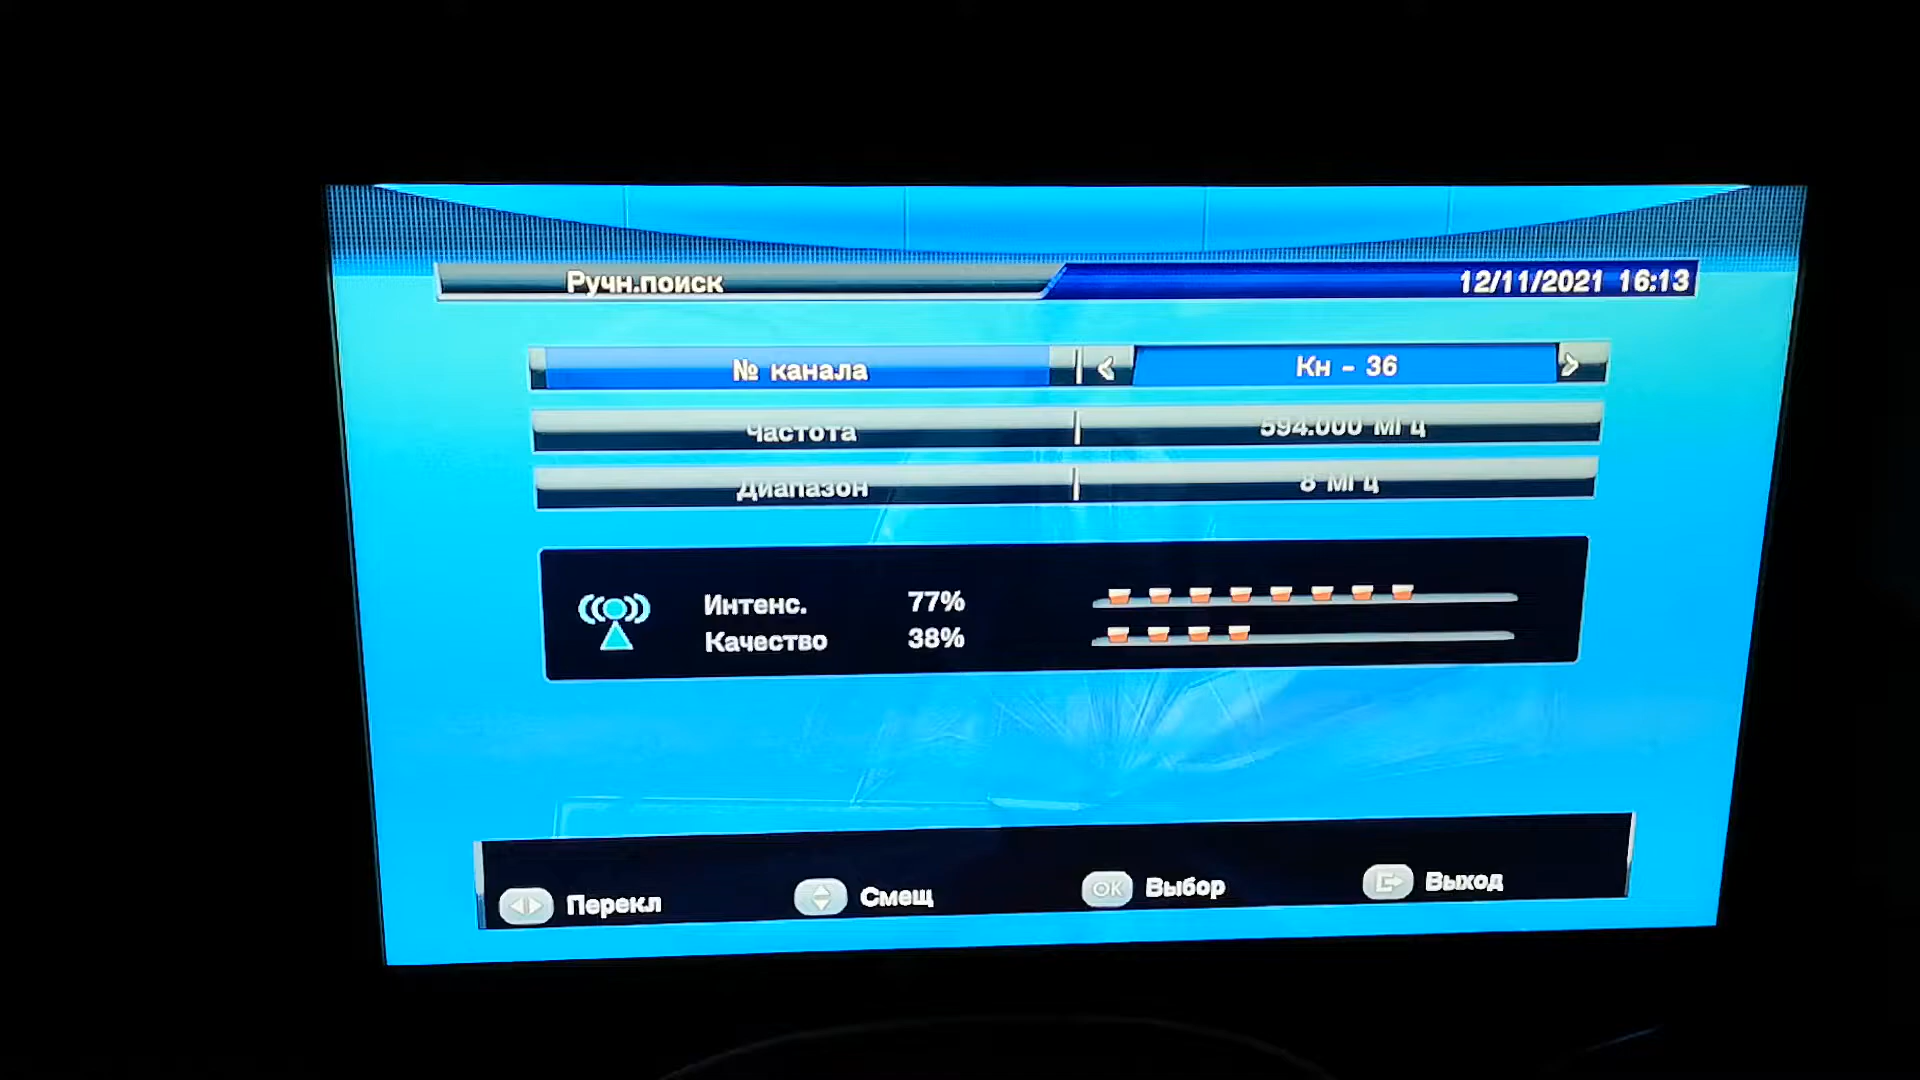 Ручн.поиск 12/11/2021 16:13
№ канала Кн - 36
Частота 594.000 МГц
Диапазон 8 МГц
Интенс. 77%
Качество 38%
Перекл Смещ OK Выбор Выход